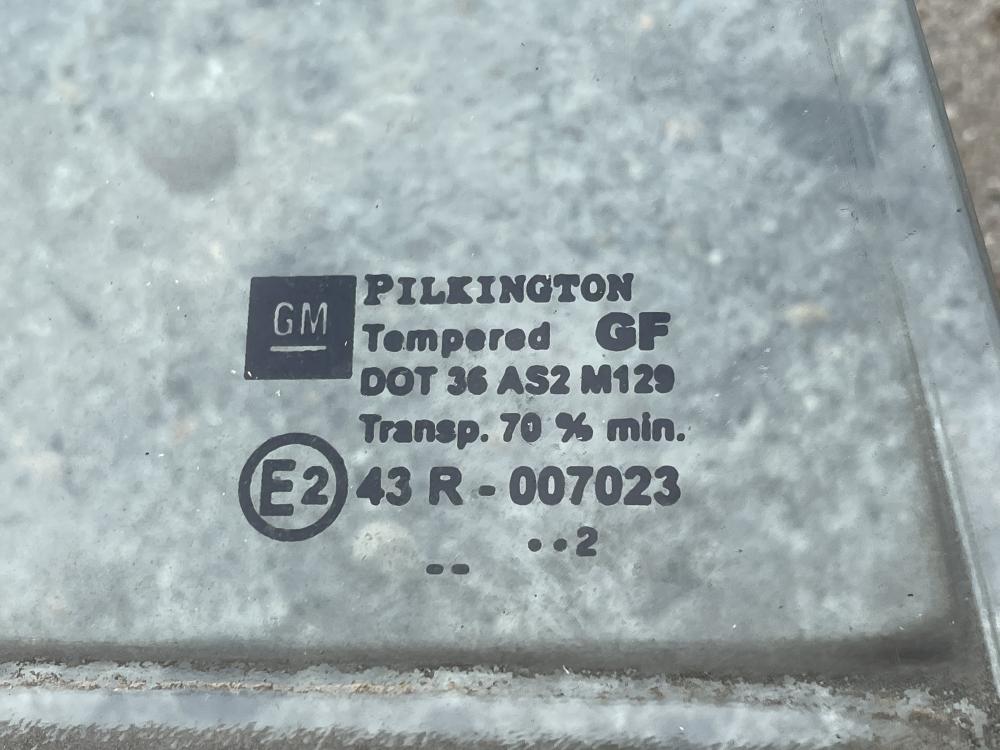 GM
PILKINGTON
Tempered GF
DOT 36 AS2 M129
Transp. 70 % min.
E2 43 R - 007023
..2
--